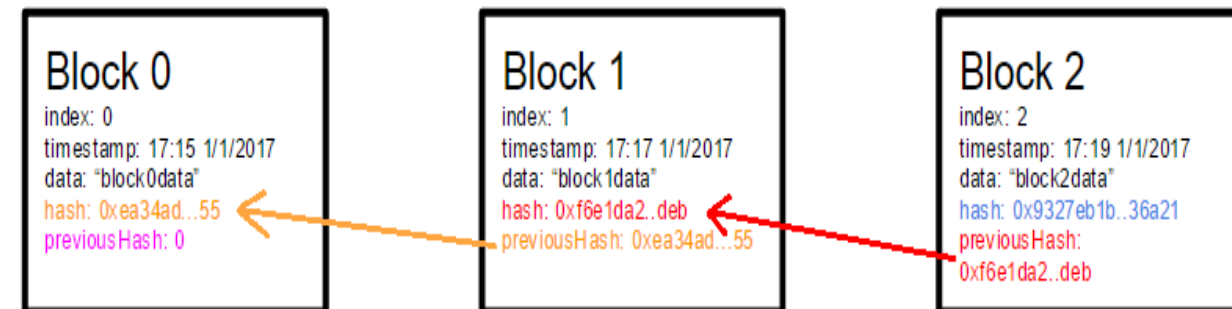 Block 0
index: 0
timestamp: 17:15 1/1/2017
data: “block0data”
hash: 0xea34ad...55
previousHash: 0
Block 1
index: 1
timestamp: 17:17 1/1/2017
data: “block1data”
hash: 0xf6e1da2..deb
previousHash: 0xea34ad...55
Block 2
index: 2
timestamp: 17:19 1/1/2017
data: “block2data”
hash: 0x9327eb1b..36a21
previousHash:
0xf6e1da2..deb